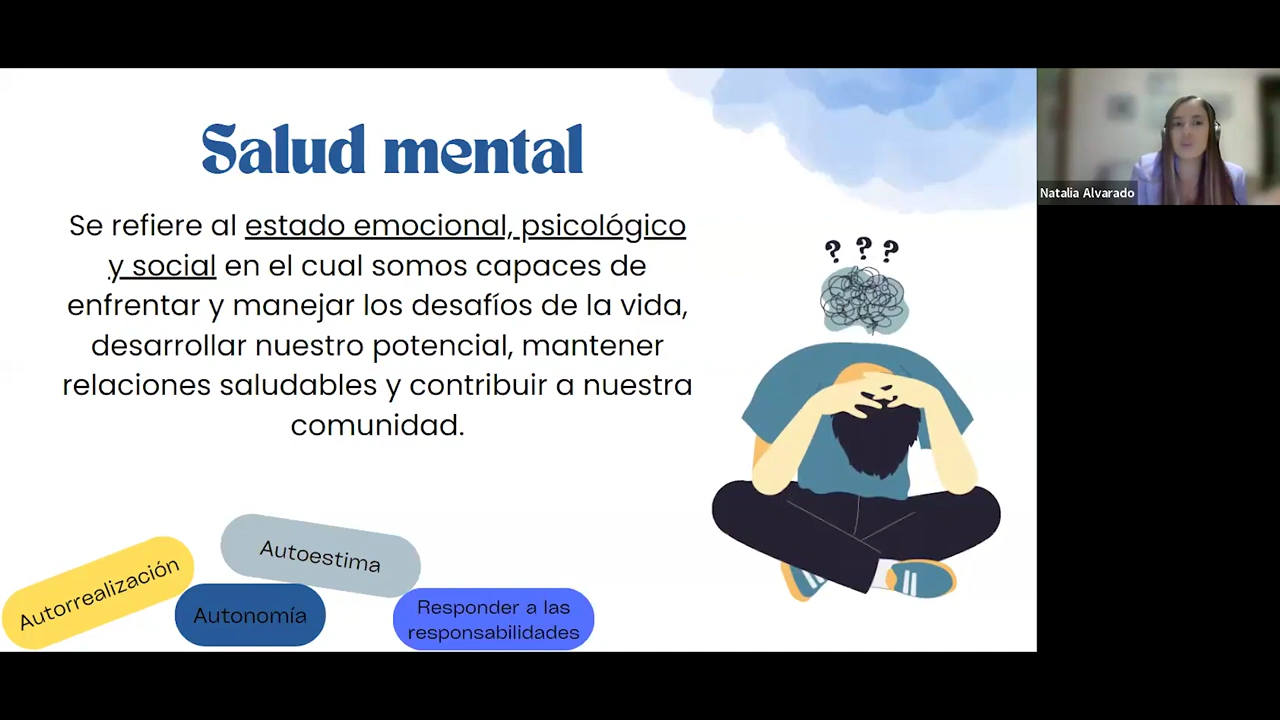 Salud mental
Se refiere al estado emocional, psicológico
y social en el cual somos capaces de
enfrentar y manejar los desafíos de la vida,
desarrollar nuestro potencial, mantener
relaciones saludables y contribuir a nuestra
comunidad.
? ? ?
Autorrealización
Autoestima
Autonomía
Responder a las
responsabilidades
Natalia Alvarado